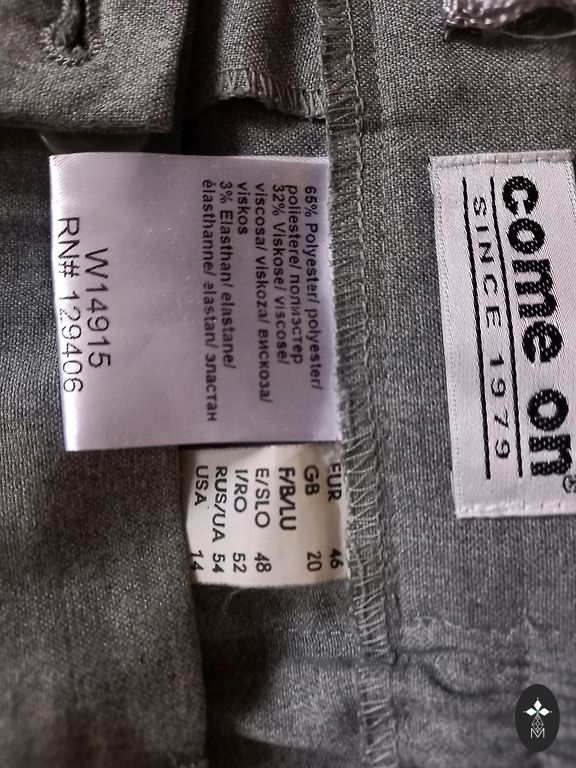 65% Polyester/ polyester/
poliestere/ полиэстер
32% Viskose/ viscose/
viscosa/ viskoza/ вискоза/
viskos
3% Elasthan/ elastane/
élasthanne/ elastan/ эластан
W14915
RN# 129406
EUR 46
GB 20
F/B/LU
E/SLO 48
I/RO 52
RUS/UA 54
USA 14
come on®
SINCE 1979
M